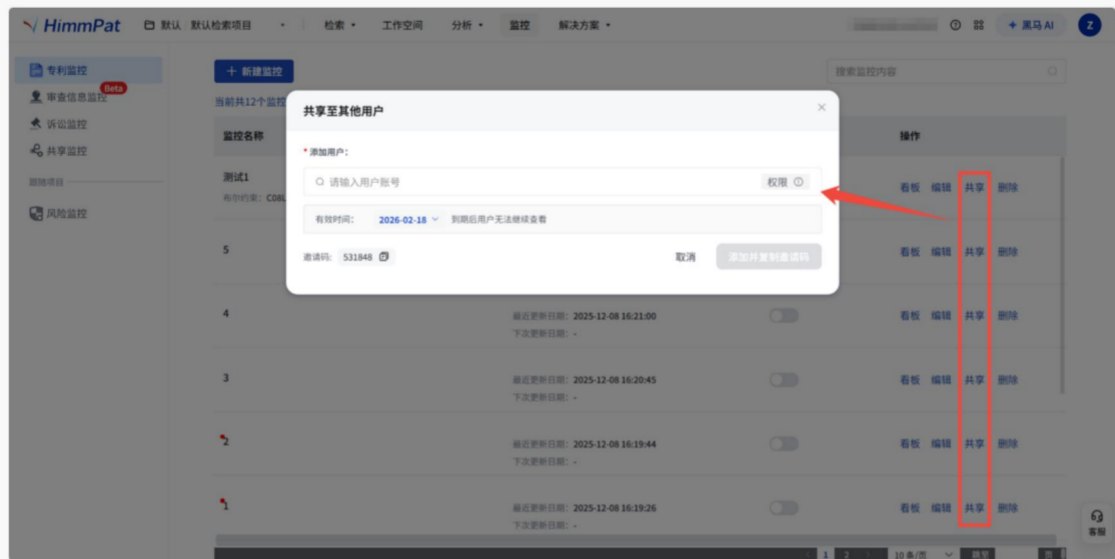 HimmPat 默认 默认检索项目 检索 工作空间 分析 监控 解决方案 黑马 AI Z
专利监控
审查信息监控 Beta
诉讼监控
共享监控
跟随项目
风险监控
+ 新建监控 搜索监控内容
当前共12个监控
监控名称 操作
共享至其他用户
* 添加用户：
请输入用户账号 权限
有效时间： 2026-02-18 到期后用户无法继续查看
邀请码: 531848 取消 添加并复制邀请码
测试1 看板 编辑 共享 删除
布尔约束：
5 看板 编辑 共享 删除
4 最近更新日期： 2025-12-08 16:21:00 看板 编辑 共享 删除
下次更新日期： -
3 最近更新日期： 2025-12-08 16:20:45 看板 编辑 共享 删除
下次更新日期： -
2 最近更新日期： 2025-12-08 16:19:44 看板 编辑 共享 删除
下次更新日期： -
1 最近更新日期： 2025-12-08 16:19:26 看板 编辑 共享 删除
下次更新日期： -
客服
1 2 10 条/页 跳至 页